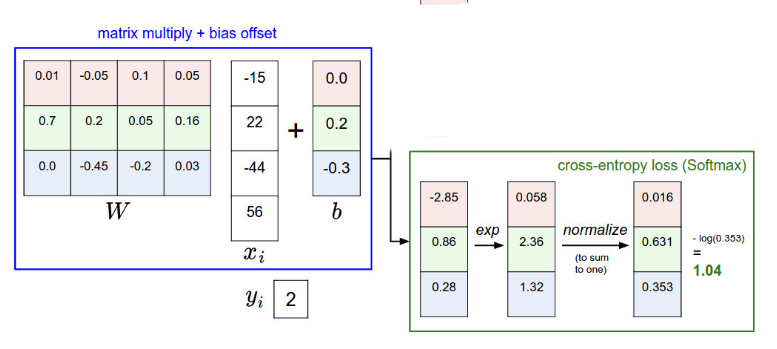 matrix multiply + bias offset
0.01 -0.05 0.1 0.05
0.7 0.2 0.05 0.16
0.0 -0.45 -0.2 0.03
W
-15
22
-44
56
x_i
+
0.0
0.2
-0.3
b
y_i 2
cross-entropy loss (Softmax)
-2.85
0.86
0.28
exp
0.058
2.36
1.32
normalize
(to sum
to one)
0.016
0.631
0.353
- log(0.353)
=
1.04